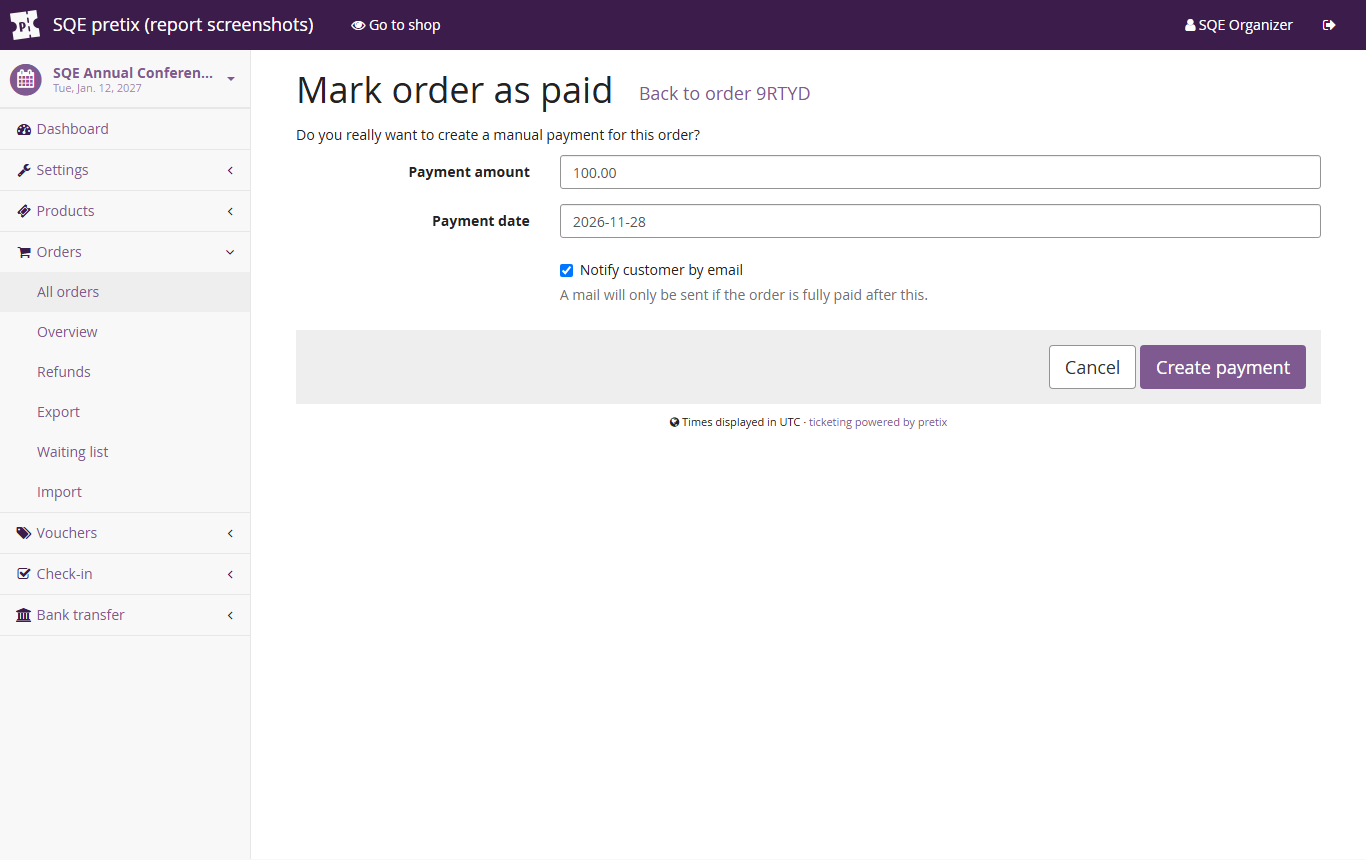 SQE pretix (report screenshots)
Go to shop
SQE Organizer
SQE Annual Conferen...
Tue, Jan. 12, 2027
Dashboard
Settings
Products
Orders
All orders
Overview
Refunds
Export
Waiting list
Import
Vouchers
Check-in
Bank transfer
Mark order as paid Back to order 9RTYD
Do you really want to create a manual payment for this order?
Payment amount 100.00
Payment date 2026-11-28
Notify customer by email
A mail will only be sent if the order is fully paid after this.
Cancel Create payment
Times displayed in UTC · ticketing powered by pretix